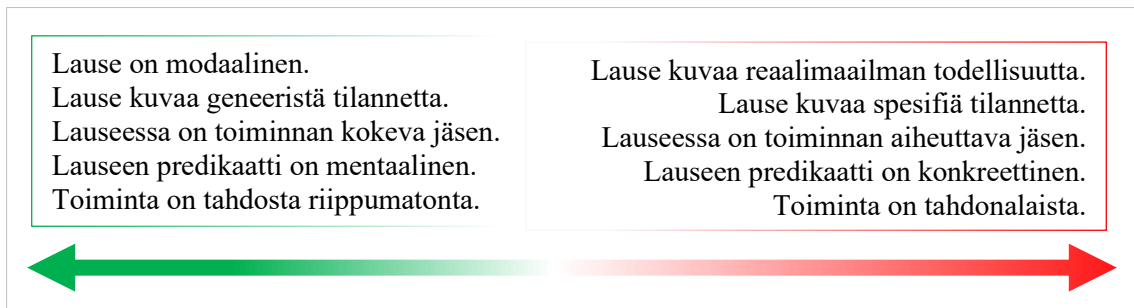 Lause on modaalinen.
Lause kuvaa geneeristä tilannetta.
Lauseessa on toiminnan kokeva jäsen.
Lauseen predikaatti on mentaalinen.
Toiminta on tahdosta riippumatonta.
Lause kuvaa reaalimaailman todellisuutta.
Lause kuvaa spesifiä tilannetta.
Lauseessa on toiminnan aiheuttava jäsen.
Lauseen predikaatti on konkreettinen.
Toiminta on tahdonalaista.